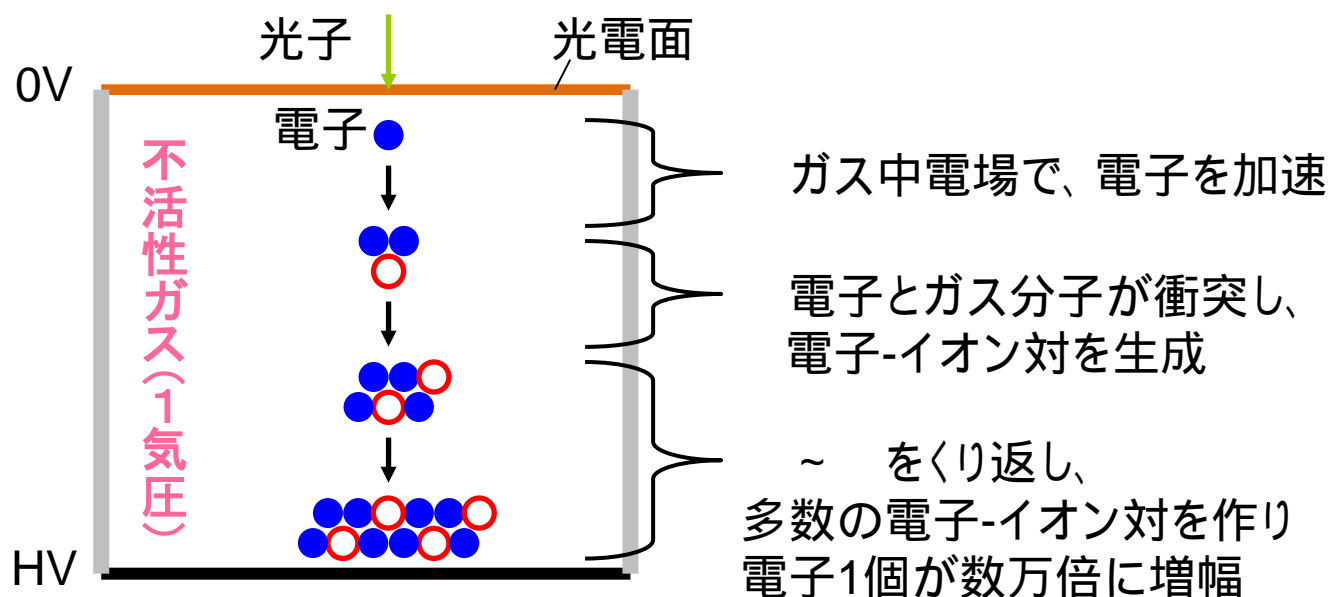 光子
光電面
0V
電子
不活性ガス(1気圧)
HV
ガス中電場で、電子を加速
電子とガス分子が衝突し、
電子-イオン対を生成
~ をくり返し、
多数の電子-イオン対を作り
電子1個が数万倍に増幅